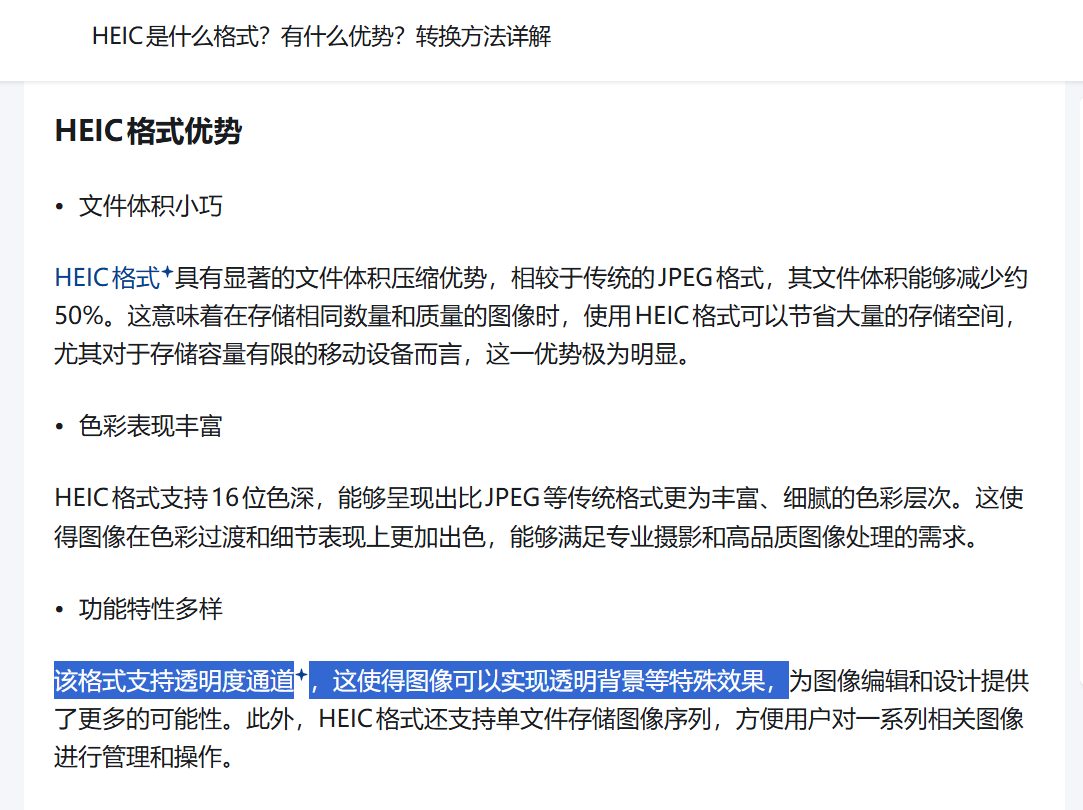 HEIC是什么格式？有什么优势？转换方法详解
HEIC格式优势
• 文件体积小巧
HEIC格式具有显著的文件体积压缩优势，相较于传统的JPEG格式，其文件体积能够减少约
50%。这意味着在存储相同数量和质量的图像时，使用HEIC格式可以节省大量的存储空间，
尤其对于存储容量有限的移动设备而言，这一优势极为明显。
• 色彩表现丰富
HEIC格式支持16位色深，能够呈现出比JPEG等传统格式更为丰富、细腻的色彩层次。这使
得图像在色彩过渡和细节表现上更加出色，能够满足专业摄影和高品质图像处理的需求。
• 功能特性多样
该格式支持透明度通道，这使得图像可以实现透明背景等特殊效果，为图像编辑和设计提供
了更多的可能性。此外，HEIC格式还支持单文件存储图像序列，方便用户对一系列相关图像
进行管理和操作。